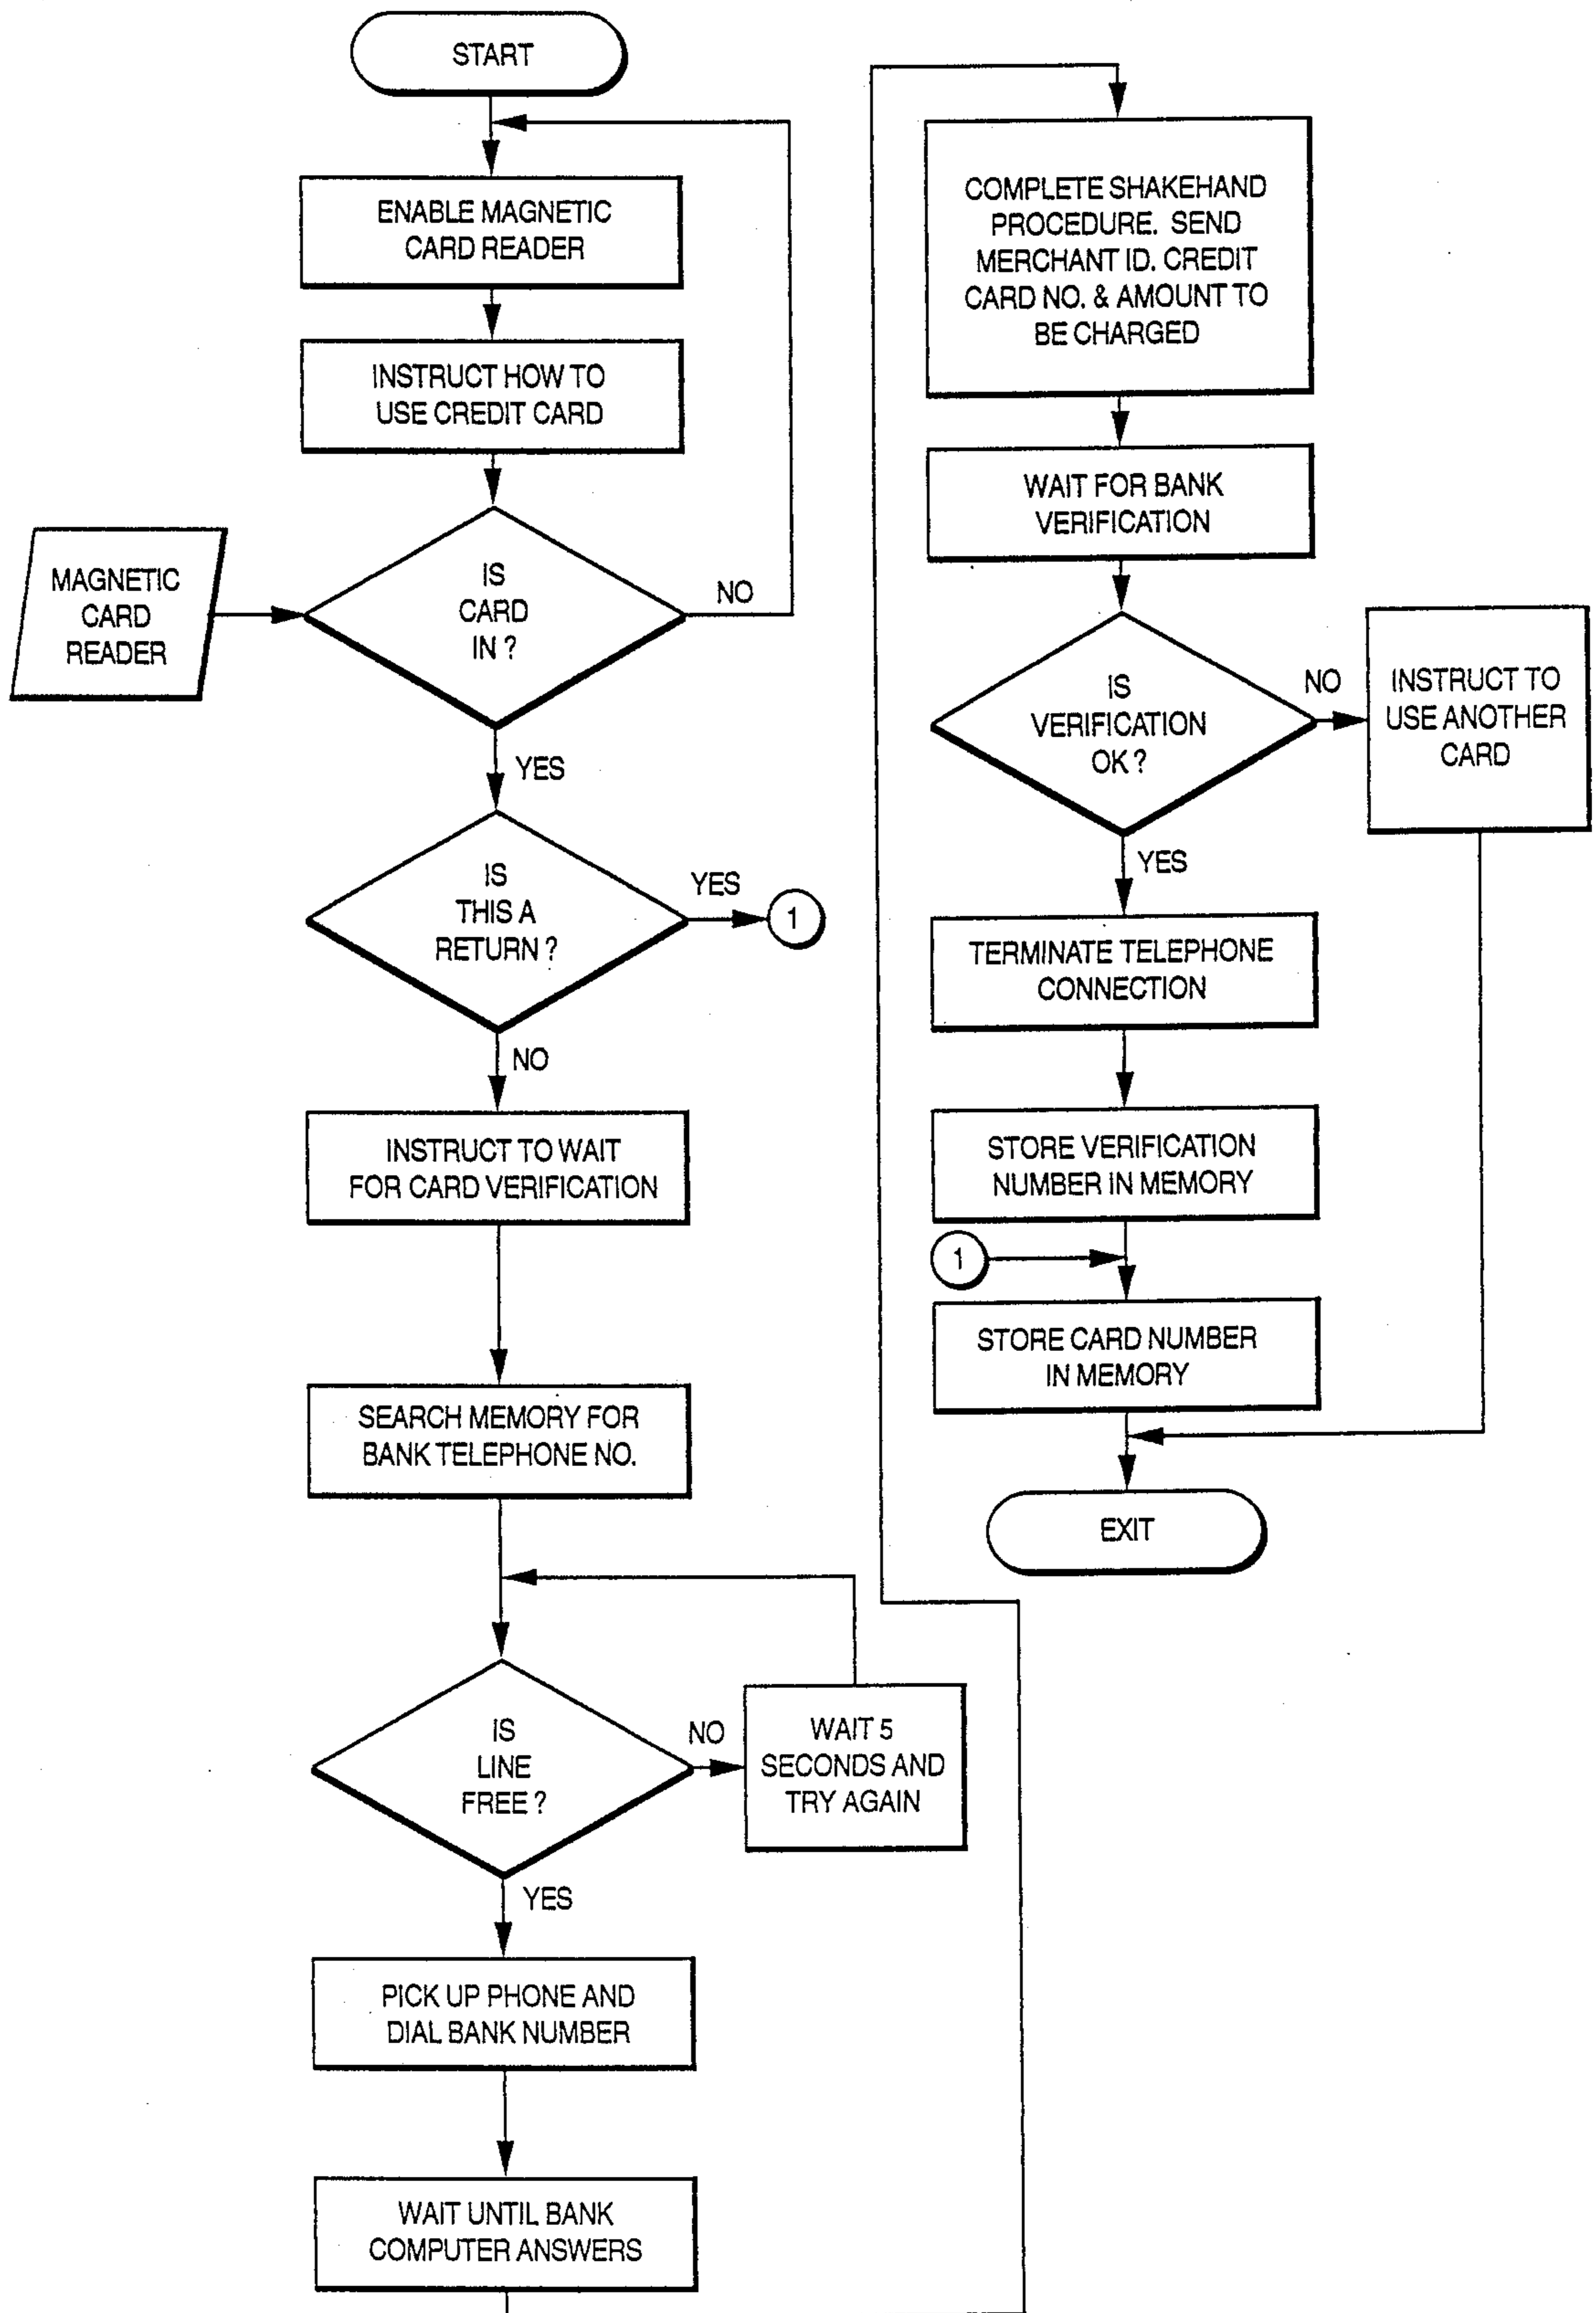 START
ENABLE MAGNETIC
CARD READER
INSTRUCT HOW TO
USE CREDIT CARD
MAGNETIC
CARD
READER
IS
CARD
IN ?
NO
YES
IS
THIS A
RETURN ?
YES
1
NO
INSTRUCT TO WAIT
FOR CARD VERIFICATION
SEARCH MEMORY FOR
BANK TELEPHONE NO.
IS
LINE
FREE ?
NO
WAIT 5
SECONDS AND
TRY AGAIN
YES
PICK UP PHONE AND
DIAL BANK NUMBER
WAIT UNTIL BANK
COMPUTER ANSWERS
COMPLETE SHAKEHAND
PROCEDURE. SEND
MERCHANT ID. CREDIT
CARD NO. & AMOUNT TO
BE CHARGED
WAIT FOR BANK
VERIFICATION
IS
VERIFICATION
OK ?
NO
INSTRUCT TO
USE ANOTHER
CARD
YES
TERMINATE TELEPHONE
CONNECTION
STORE VERIFICATION
NUMBER IN MEMORY
1
STORE CARD NUMBER
IN MEMORY
EXIT